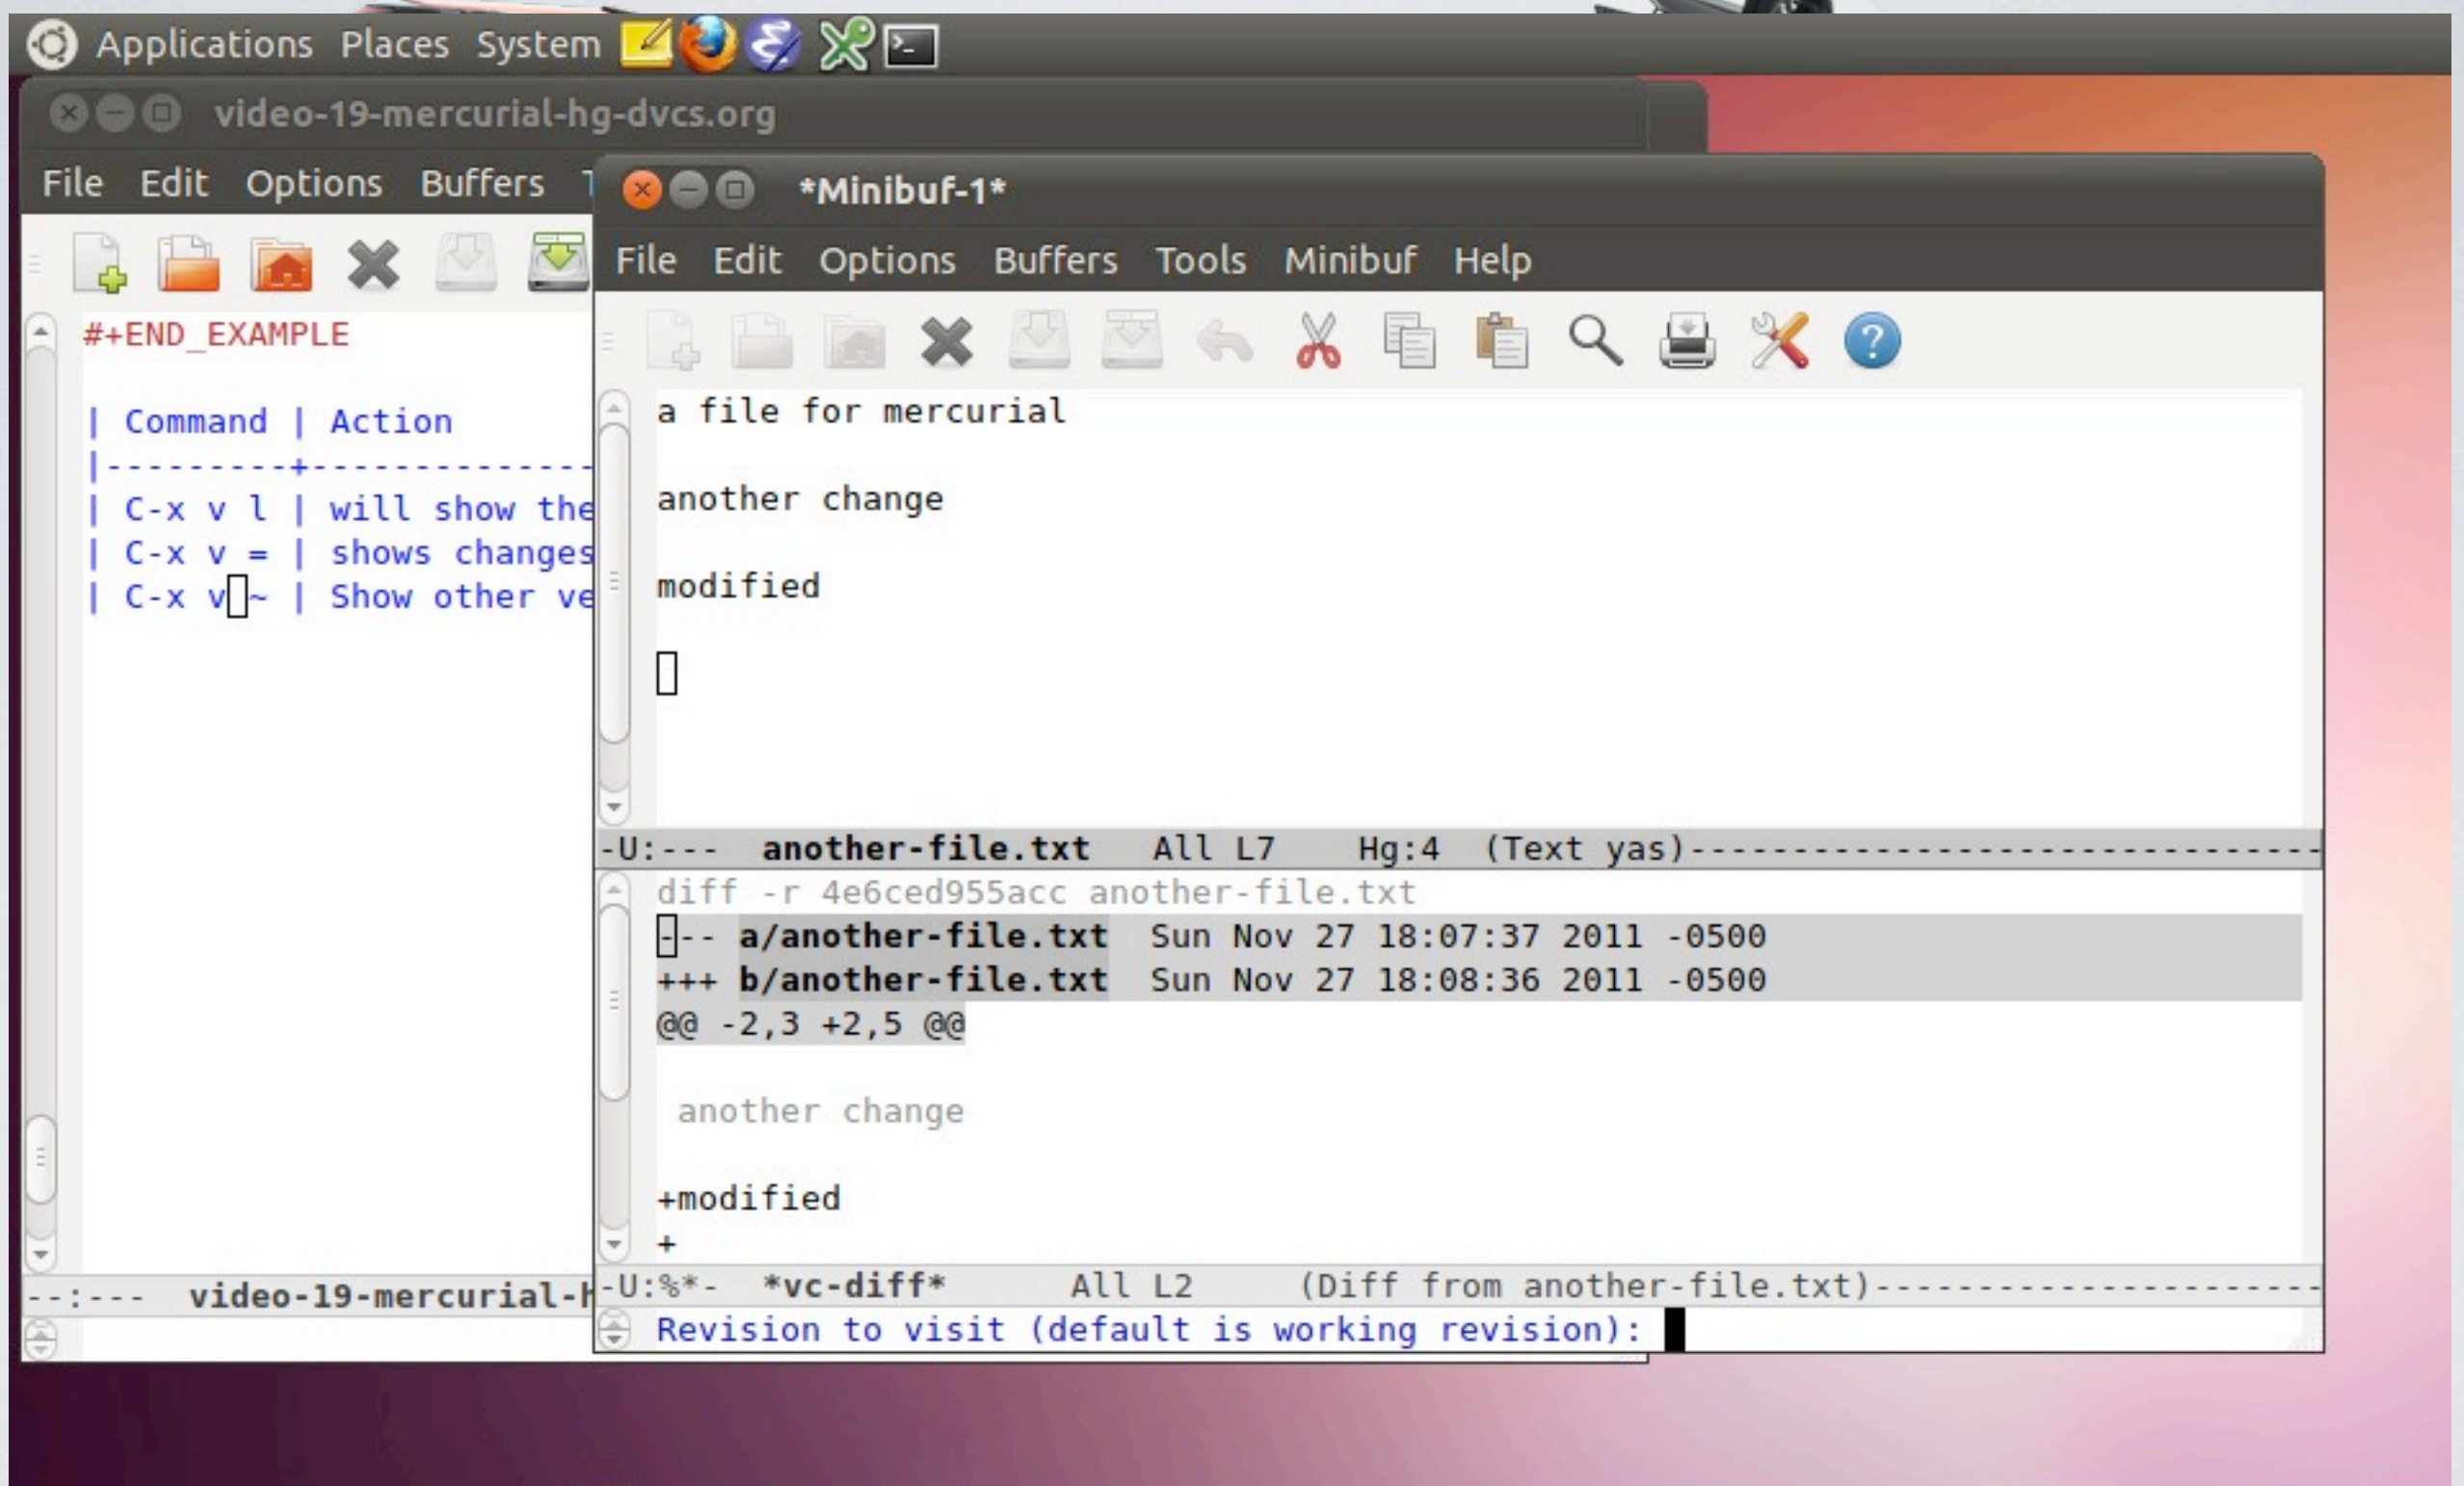 Applications Places System
video-19-mercurial-hg-dvcs.org
File Edit Options Buffers
#+END_EXAMPLE
| Command | Action
|---------+--------------
| C-x v l | will show the
| C-x v = | shows changes
| C-x v ~ | Show other ve
--:--- video-19-mercurial-h
*Minibuf-1*
File Edit Options Buffers Tools Minibuf Help
a file for mercurial
another change
modified
-U:--- another-file.txt All L7 Hg:4 (Text yas)-------------------------------
diff -r 4e6ced955acc another-file.txt
--- a/another-file.txt Sun Nov 27 18:07:37 2011 -0500
+++ b/another-file.txt Sun Nov 27 18:08:36 2011 -0500
@@ -2,3 +2,5 @@
another change
+modified
+
-U:%*- *vc-diff* All L2 (Diff from another-file.txt)----------------------
Revision to visit (default is working revision):